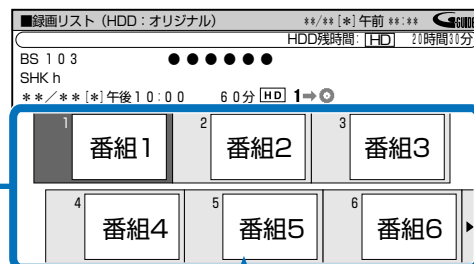 ■録画リスト（HDD：オリジナル） **/**[*]午前**:** G-GUIDE
HDD残時間： HD 20時間30分
BS 103 ●●●●●●
SHK h
**/**[*]午後10:00 60分 HD 1➡
1 2 3
番組1 番組2 番組3
4 5 6
番組4 番組5 番組6